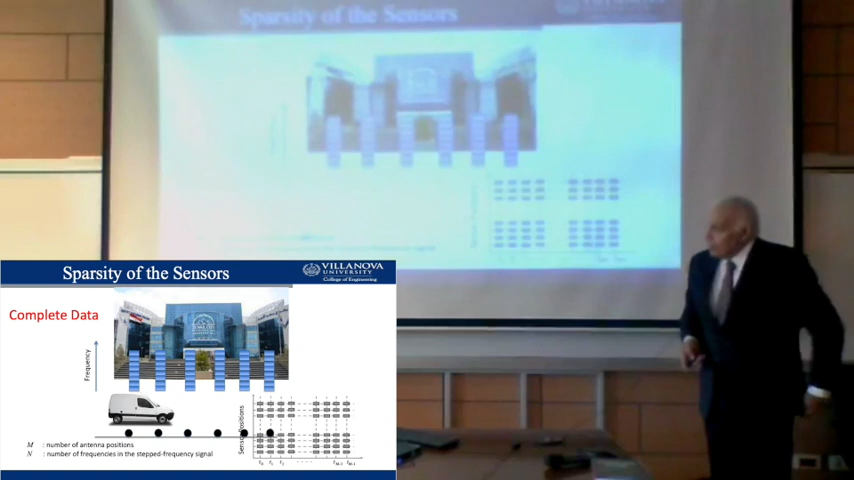 Sparsity of the Sensors
Sparsity of the Sensors
VILLANOVA
UNIVERSITY
College of Engineering
Complete Data
Frequency
Sensor Positions
M : number of antenna positions
N : number of frequencies in the stepped-frequency signal